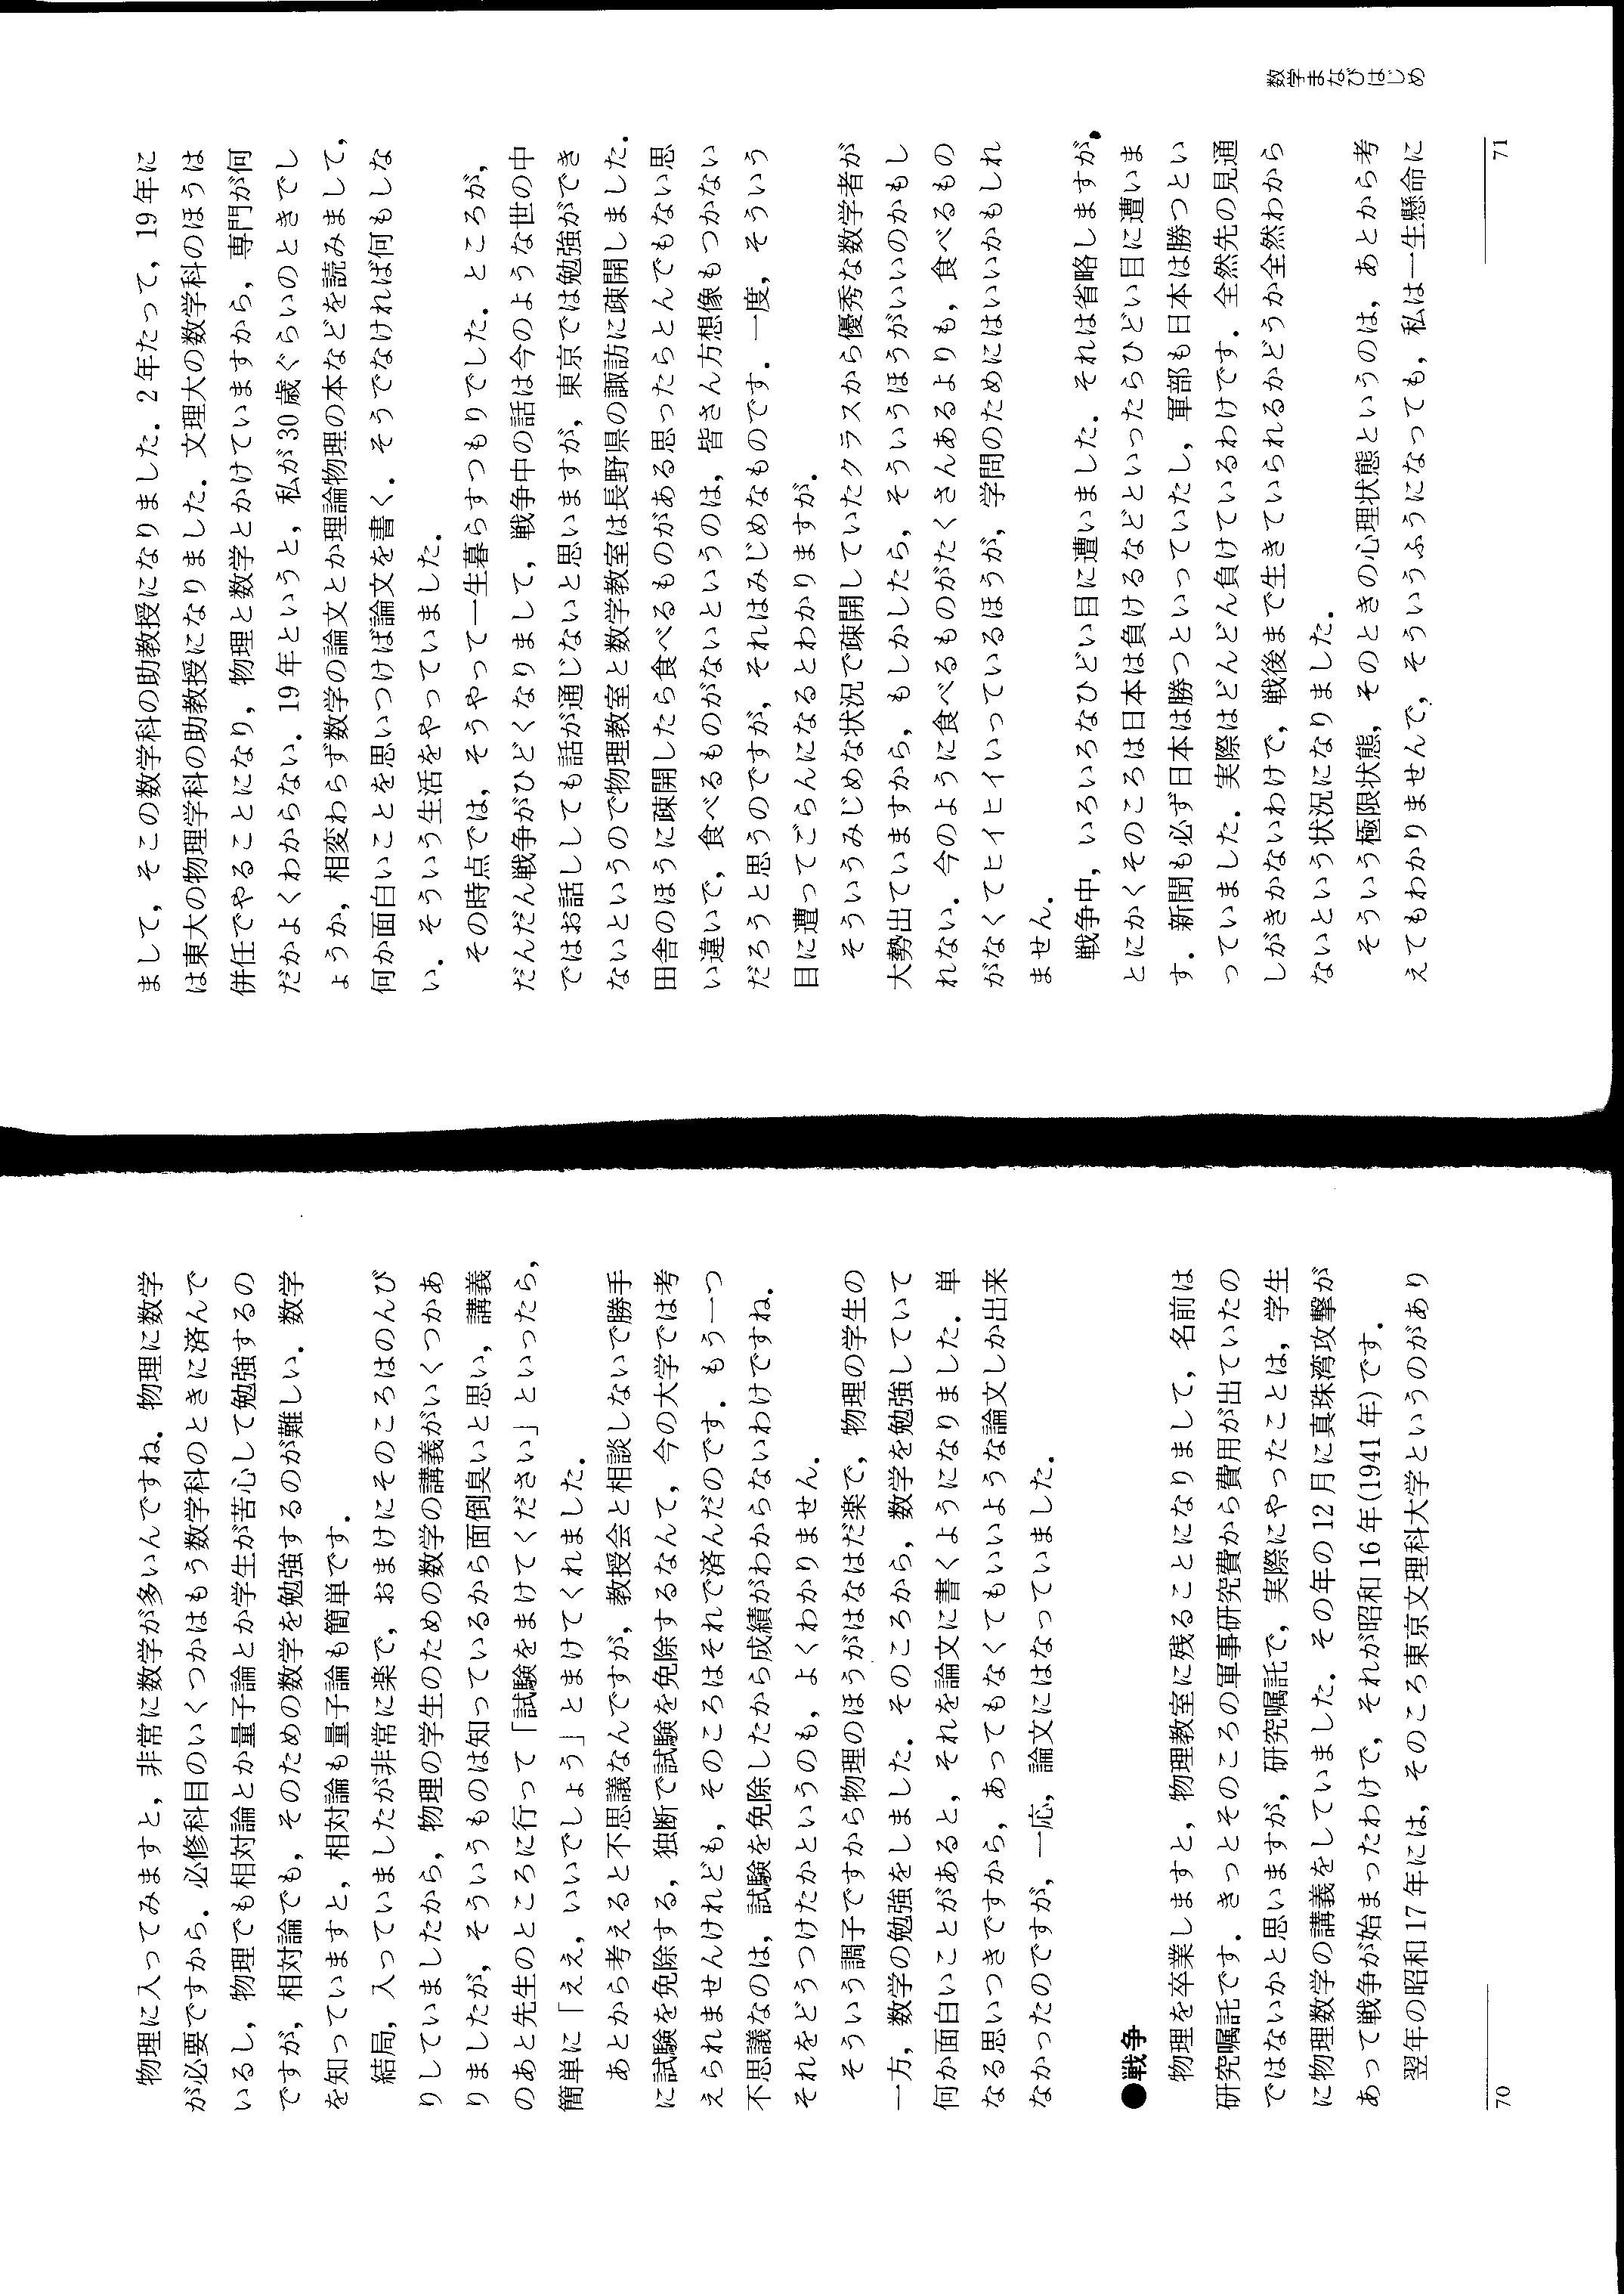 物理に入ってみますと，非常に数学が多いんですね．物理に数学
が必要ですから．必修科目のいくつかはもう数学科のときに済んで
いるし，物理でも相対論とか量子論とか学生が苦心して勉強するの
ですが，相対論でも，そのための数学を勉強するのが難しい．数学
を知っていますと，相対論も量子論も簡単です．
結局，入っていましたが非常に楽で，おまけにそのころはのんび
りしていましたから，物理の学生のための数学の講義がいくつかあ
りましたが，そういうものは知っているから面倒臭いと思い，講義
のあと先生のところに行って「試験をまけてください」といったら，
簡単に「ええ，いいでしょう」とまけてくれました．
あとから考えると不思議なんですが，教授会と相談しないで勝手
に試験を免除する，独断で試験を免除するなんて，今の大学では考
えられませんけれども，そのころはそれで済んだのです．もう一つ
不思議なのは，試験を免除したから成績がわからないわけですね．
それをどうつけたかというのも，よくわかりません．
そういう調子ですから物理のほうがはなはだ楽で，物理の学生の
一方，数学の勉強をしました．そのころから，数学を勉強していて
何か面白いことがあると，それを論文に書くようになりました．単
なる思いつきですから，あってもなくてもいいような論文しか出来
なかったのですが，一応，論文にはなっていました．
●戦争
物理を卒業しますと，物理教室に残ることになりまして，名前は
研究嘱託です．きっとそのころの軍事研究費から費用が出ていたの
ではないかと思いますが，研究嘱託で，実際にやったことは，学生
に物理数学の講義をしていました．その年の12月に真珠湾攻撃が
あって戦争が始まったわけで，それが昭和16年(1941年)です．
翌年の昭和17年には，そのころ東京文理科大学というのがあり
70
数学まなびはじめ
まして，そこの数学科の助教授になりました．2年たって，19年に
は東大の物理学科の助教授になりました．文理大の数学科のほうは
併任でやることになり，物理と数学とかけていますから，専門が何
だかよくわからない．19年というと，私が30歳ぐらいのときでし
ょうか，相変わらず数学の論文とか理論物理の本などを読みまして，
何か面白いことを思いつけば論文を書く．そうでなければ何もしな
い．そういう生活をやっていました．
その時点では，そうやって一生暮らすつもりでした．ところが，
だんだん戦争がひどくなりまして，戦争中の話は今のような世の中
ではお話ししても話が通じないと思いますが，東京では勉強ができ
ないというので物理教室と数学教室は長野県の諏訪に疎開しました．
田舎のほうに疎開したら食べるものがある思ったらとんでもない思
い違いで，食べるものがないというのは，皆さん方想像もつかない
だろうと思うのですが，それはみじめなものです．一度，そういう
目に遭ってごらんになるとわかりますが．
そういうみじめな状況で疎開していたクラスから優秀な数学者が
大勢出ていますから，もしかしたら，そういうほうがいいのかもし
れない．今のように食べるものがたくさんあるよりも，食べるもの
がなくてヒイヒイいっているほうが，学問のためにはいいかもしれ
ません．
戦争中，いろいろなひどい目に遭いました．それは省略しますが，
とにかくそのころは日本は負けるなどといったらひどい目に遭いま
す．新聞も必ず日本は勝つといっていたし，軍部も日本は勝つとい
っていました．実際はどんどん負けているわけです．全然先の見通
しがきかないわけで，戦後まで生きていられるかどうか全然わから
ないという状況になりました．
そういう極限状態，そのときの心理状態というのは，あとから考
えてもわかりませんで，そういうふうになっても，私は一生懸命に
71